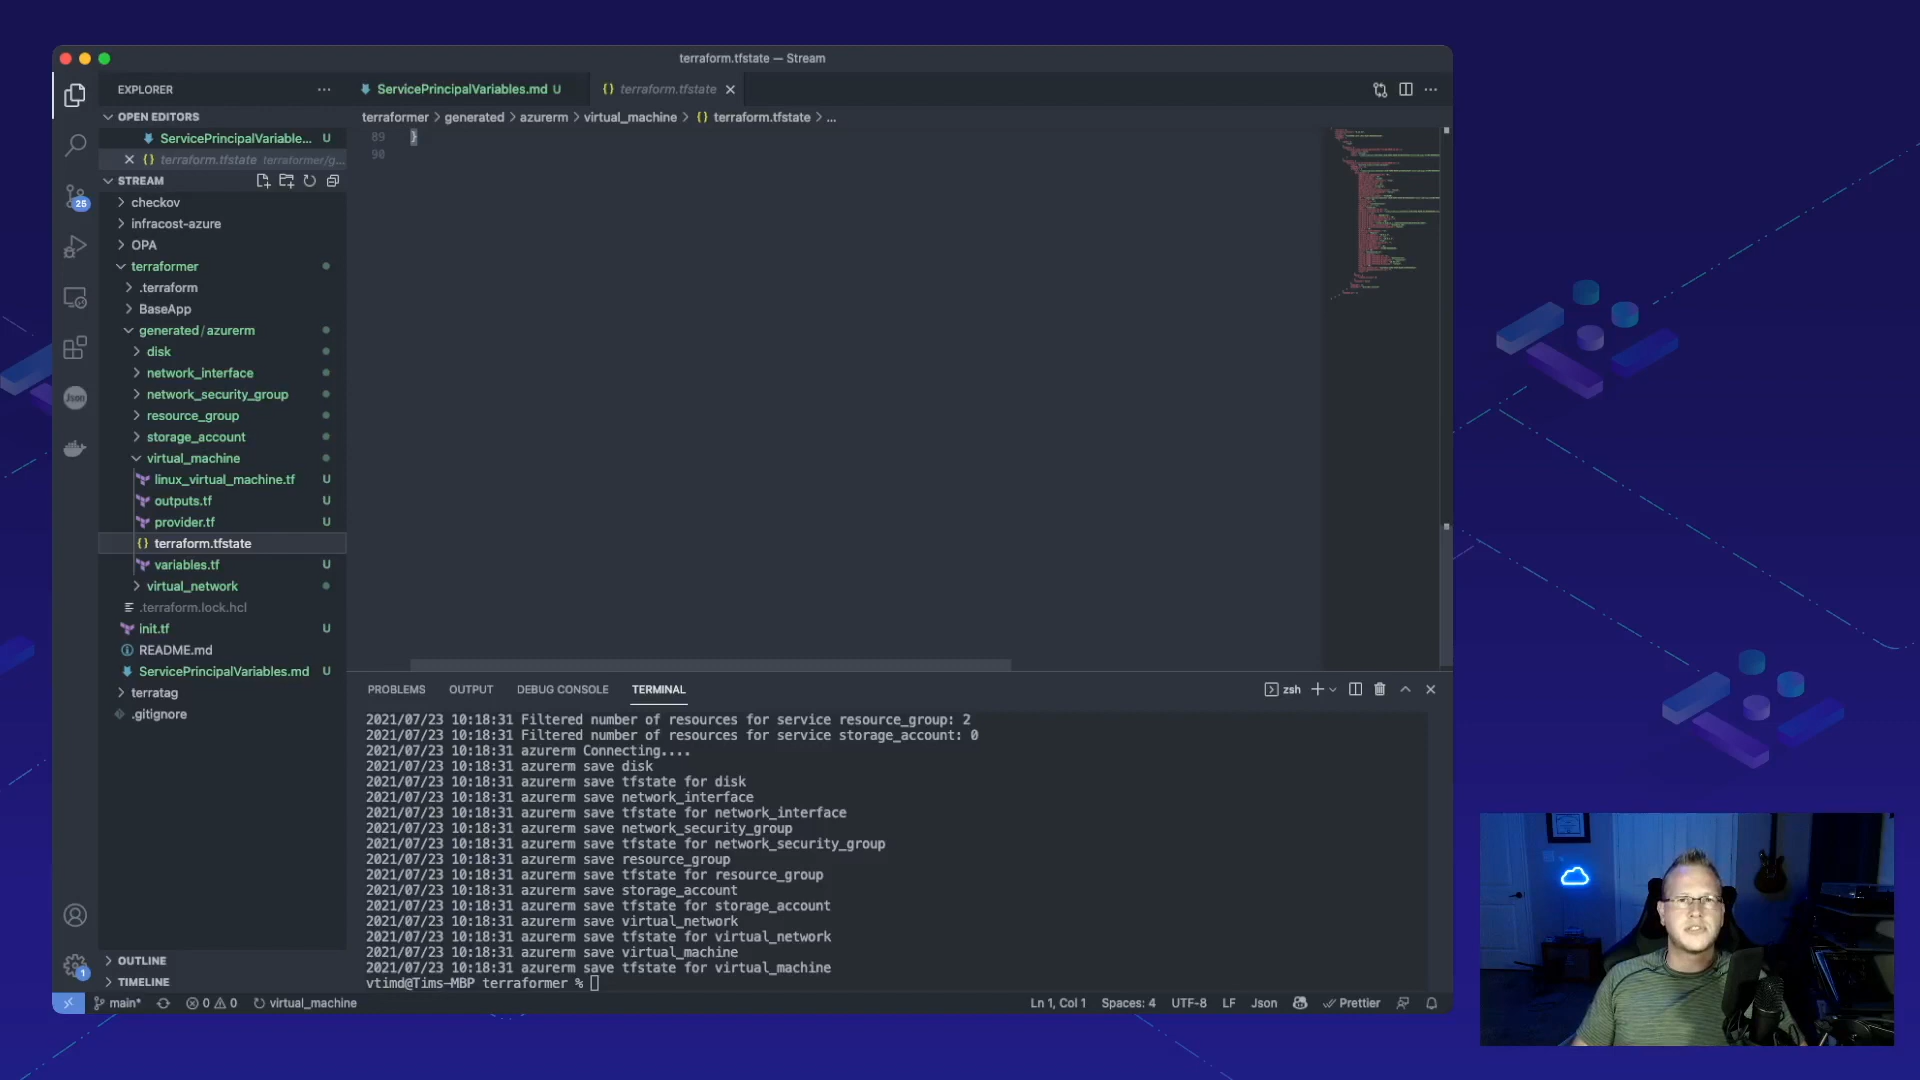 terraform.tfstate — Stream
EXPLORER
OPEN EDITORS
ServicePrincipalVariable... U
terraform.tfstate terraformer/g...
STREAM
checkov
infracost-azure
OPA
terraformer
.terraform
BaseApp
generated/azurerm
disk
network_interface
network_security_group
resource_group
storage_account
virtual_machine
linux_virtual_machine.tf U
outputs.tf U
provider.tf U
{} terraform.tfstate
variables.tf U
virtual_network
.terraform.lock.hcl
init.tf U
README.md
ServicePrincipalVariables.md U
terratag
.gitignore
OUTLINE
TIMELINE
25
Json
1
ServicePrincipalVariables.md U
{} terraform.tfstate
terraformer > generated > azurerm > virtual_machine > {} terraform.tfstate > ...
89 }
90
PROBLEMS OUTPUT DEBUG CONSOLE TERMINAL
zsh
2021/07/23 10:18:31 Filtered number of resources for service resource_group: 2
2021/07/23 10:18:31 Filtered number of resources for service storage_account: 0
2021/07/23 10:18:31 azurerm Connecting....
2021/07/23 10:18:31 azurerm save disk
2021/07/23 10:18:31 azurerm save tfstate for disk
2021/07/23 10:18:31 azurerm save network_interface
2021/07/23 10:18:31 azurerm save tfstate for network_interface
2021/07/23 10:18:31 azurerm save network_security_group
2021/07/23 10:18:31 azurerm save tfstate for network_security_group
2021/07/23 10:18:31 azurerm save resource_group
2021/07/23 10:18:31 azurerm save tfstate for resource_group
2021/07/23 10:18:31 azurerm save storage_account
2021/07/23 10:18:31 azurerm save tfstate for storage_account
2021/07/23 10:18:31 azurerm save virtual_network
2021/07/23 10:18:31 azurerm save tfstate for virtual_network
2021/07/23 10:18:31 azurerm save virtual_machine
2021/07/23 10:18:31 azurerm save tfstate for virtual_machine
vtimd@Tims-MBP terraformer %
main* 0 0 virtual_machine Ln 1, Col 1 Spaces: 4 UTF-8 LF Json Prettier